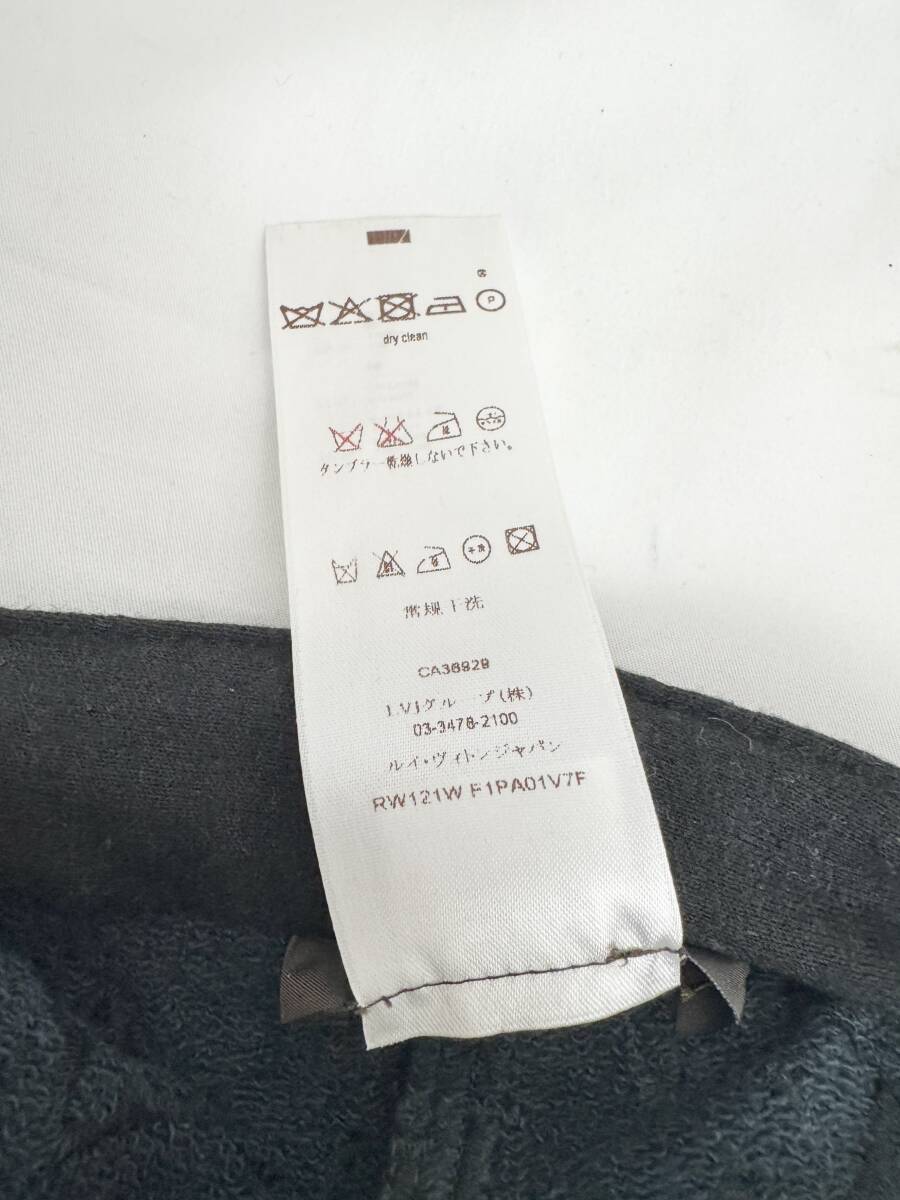 P
dry clean
タンブラー乾燥しないで下さい。
常规干洗
CA36929
LVJグループ(株)
03-3478-2100
ルイ・ヴィトンジャパン
RW121W F1PA01V7F